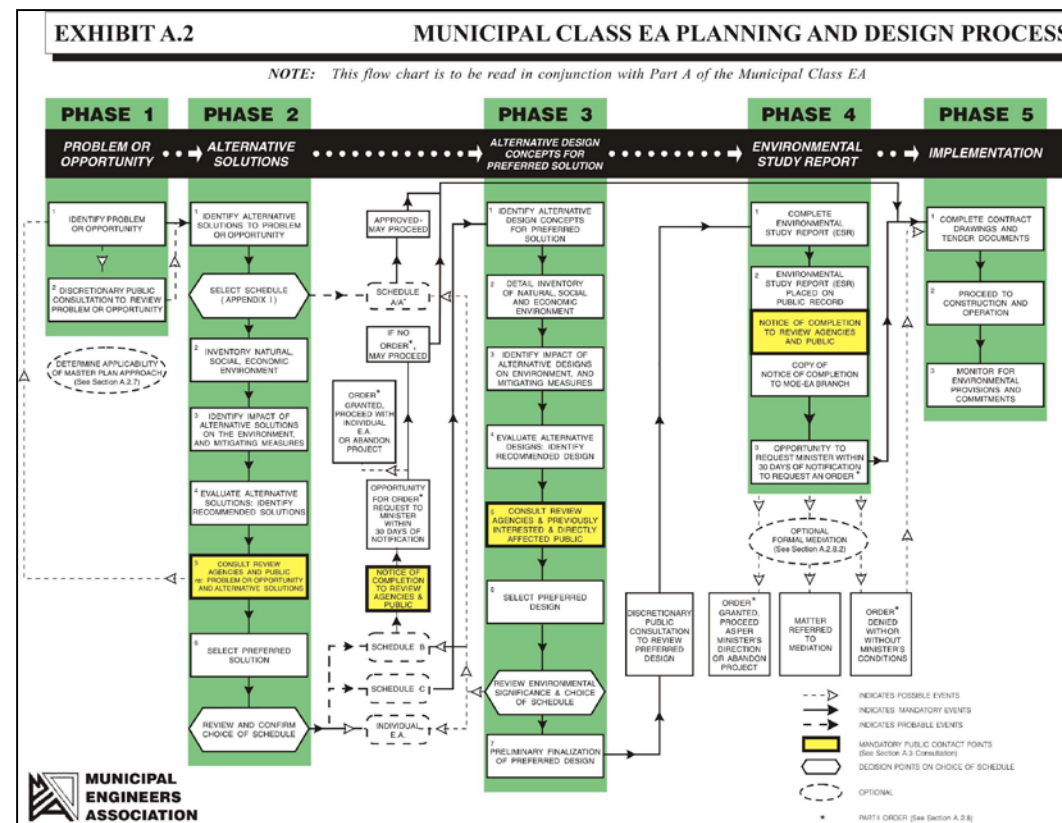 EXHIBIT A.2
MUNICIPAL CLASS EA PLANNING AND DESIGN PROCESS
NOTE: This flow chart is to be read in conjunction with Part A of the Municipal Class EA
PHASE 1
PHASE 2
PHASE 3
PHASE 4
PHASE 5
PROBLEM OR
OPPORTUNITY
ALTERNATIVE
SOLUTIONS
ALTERNATIVE DESIGN
CONCEPTS FOR
PREFERRED SOLUTION
ENVIRONMENTAL
STUDY REPORT
IMPLEMENTATION
1
IDENTIFY PROBLEM
OR OPPORTUNITY
2
DISCRETIONARY PUBLIC
CONSULTATION TO REVIEW
PROBLEM OR OPPORTUNITY
DETERMINE APPLICABILITY
OF MASTER PLAN APPROACH
(See Section A.2.7)
1
IDENTIFY ALTERNATIVE
SOLUTIONS TO PROBLEM
OR OPPORTUNITY
SELECT SCHEDULE
(APPENDIX I)
2
INVENTORY NATURAL,
SOCIAL, ECONOMIC
ENVIRONMENT
3
IDENTIFY IMPACT OF
ALTERNATIVE SOLUTIONS
ON THE ENVIRONMENT,
AND MITIGATING MEASURES
4
EVALUATE ALTERNATIVE
SOLUTIONS: IDENTIFY
RECOMMENDED SOLUTIONS
5
CONSULT REVIEW
AGENCIES AND PUBLIC
re: PROBLEM OR OPPORTUNITY
AND ALTERNATIVE SOLUTIONS
6
SELECT PREFERRED
SOLUTION
REVIEW AND CONFIRM
CHOICE OF SCHEDULE
APPROVED-
MAY PROCEED
SCHEDULE
A/A+
IF NO
ORDER*,
MAY PROCEED
ORDER*
GRANTED,
PROCEED WITH
INDIVIDUAL
E.A.
OR ABANDON
PROJECT
OPPORTUNITY
FOR ORDER*
REQUEST TO
MINISTER
WITHIN
30 DAYS OF
NOTIFICATION
NOTICE OF
COMPLETION
TO REVIEW
AGENCIES &
PUBLIC
SCHEDULE B
SCHEDULE C
INDIVIDUAL
E.A.
1
IDENTIFY ALTERNATIVE
DESIGN CONCEPTS
FOR PREFERRED
SOLUTION
2
DETAIL INVENTORY
OF NATURAL, SOCIAL
AND ECONOMIC
ENVIRONMENT
3
IDENTIFY IMPACT OF
ALTERNATIVE DESIGNS
ON ENVIRONMENT, AND
MITIGATING MEASURES
4
EVALUATE ALTERNATIVE
DESIGNS: IDENTIFY
RECOMMENDED DESIGN
5
CONSULT REVIEW
AGENCIES & PREVIOUSLY
INTERESTED & DIRECTLY
AFFECTED PUBLIC
6
SELECT PREFERRED
DESIGN
REVIEW ENVIRONMENTAL
SIGNIFICANCE & CHOICE
OF SCHEDULE
7
PRELIMINARY FINALIZATION
OF PREFERRED DESIGN
DISCRETIONARY
PUBLIC
CONSULTATION
TO REVIEW
PREFERRED
DESIGN
1
COMPLETE
ENVIRONMENTAL
STUDY REPORT (ESR)
2
ENVIRONMENTAL
STUDY REPORT (ESR)
PLACED ON
PUBLIC RECORD
NOTICE OF COMPLETION
TO REVIEW AGENCIES
AND PUBLIC
COPY OF
NOTICE OF COMPLETION
TO MOE-EA BRANCH
3
OPPORTUNITY TO
REQUEST MINISTER WITHIN
30 DAYS OF NOTIFICATION
TO REQUEST AN ORDER*
OPTIONAL
FORMAL MEDIATION
(See Section A.2.8.2)
ORDER*
GRANTED,
PROCEED
AS PER
MINISTER'S
DIRECTION
OR ABANDON
PROJECT
MATTER
REFERRED
TO
MEDIATION
ORDER*
DENIED
WITH OR
WITHOUT
MINISTER'S
CONDITIONS
1
COMPLETE CONTRACT
DRAWINGS AND
TENDER DOCUMENTS
2
PROCEED TO
CONSTRUCTION AND
OPERATION
3
MONITOR FOR
ENVIRONMENTAL
PROVISIONS AND
COMMITMENTS
INDICATES POSSIBLE EVENTS
INDICATES MANDATORY EVENTS
INDICATES PROBABLE EVENTS
MANDATORY PUBLIC CONTACT POINTS
(See Section A.3 Consultation)
DECISION POINTS ON CHOICE OF SCHEDULE
OPTIONAL
* PART II ORDER (See Section A.2.8)
MUNICIPAL
ENGINEERS
ASSOCIATION